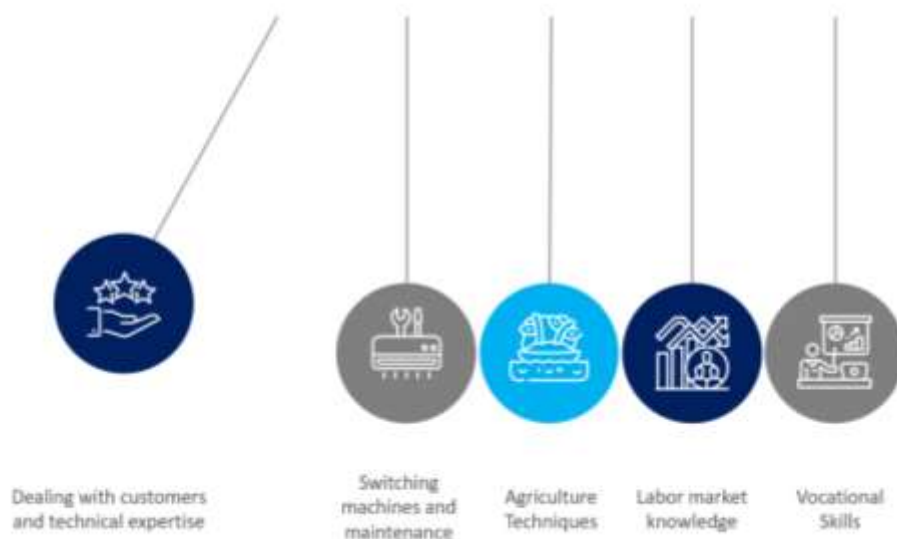 Dealing with customers
and technical expertise
Switching
machines and
maintenance
Agriculture
Techniques
Labor market
knowledge
Vocational
Skills